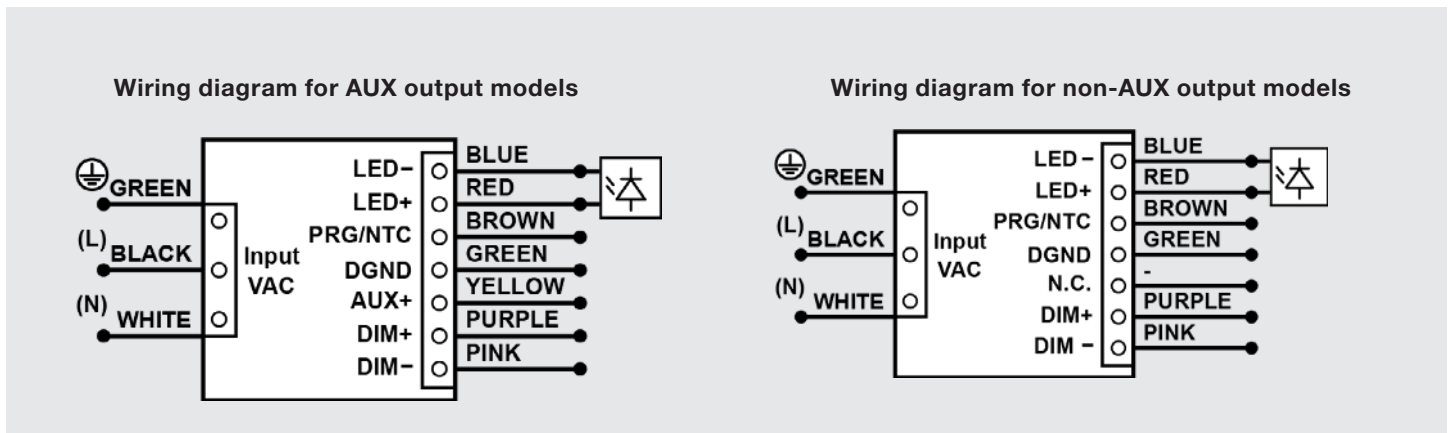 Wiring diagram for AUX output models
GREEN
(L)
BLACK
(N)
WHITE
Input
VAC
LED-
LED+
PRG/NTC
DGND
AUX+
DIM+
DIM-
BLUE
RED
BROWN
GREEN
YELLOW
PURPLE
PINK
Wiring diagram for non-AUX output models
GREEN
(L)
BLACK
(N)
WHITE
Input
VAC
LED -
LED+
PRG/NTC
DGND
N.C.
DIM+
DIM -
BLUE
RED
BROWN
GREEN
-
PURPLE
PINK